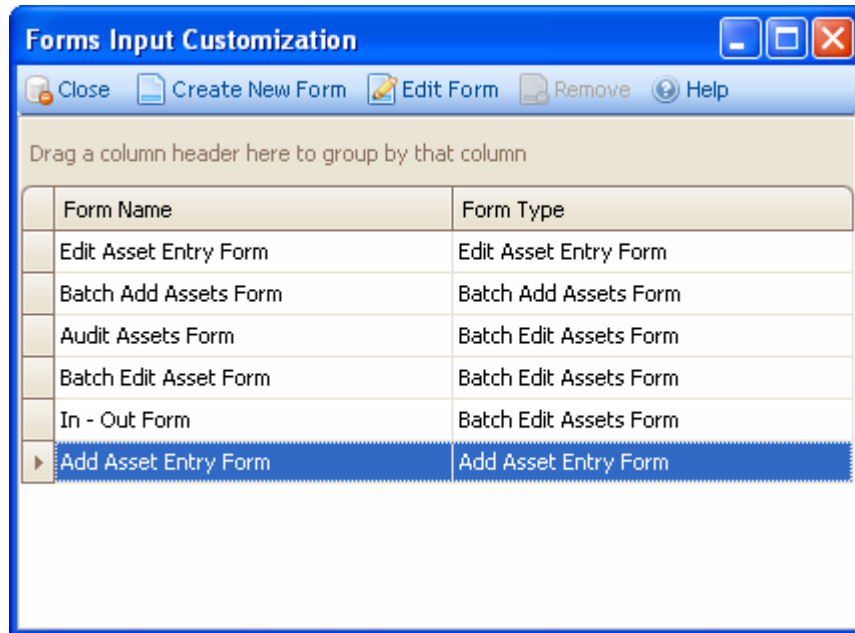 Forms Input Customization
Close Create New Form Edit Form Remove Help
Drag a column header here to group by that column
Form Name Form Type
Edit Asset Entry Form Edit Asset Entry Form
Batch Add Assets Form Batch Add Assets Form
Audit Assets Form Batch Edit Assets Form
Batch Edit Asset Form Batch Edit Assets Form
In - Out Form Batch Edit Assets Form
Add Asset Entry Form Add Asset Entry Form